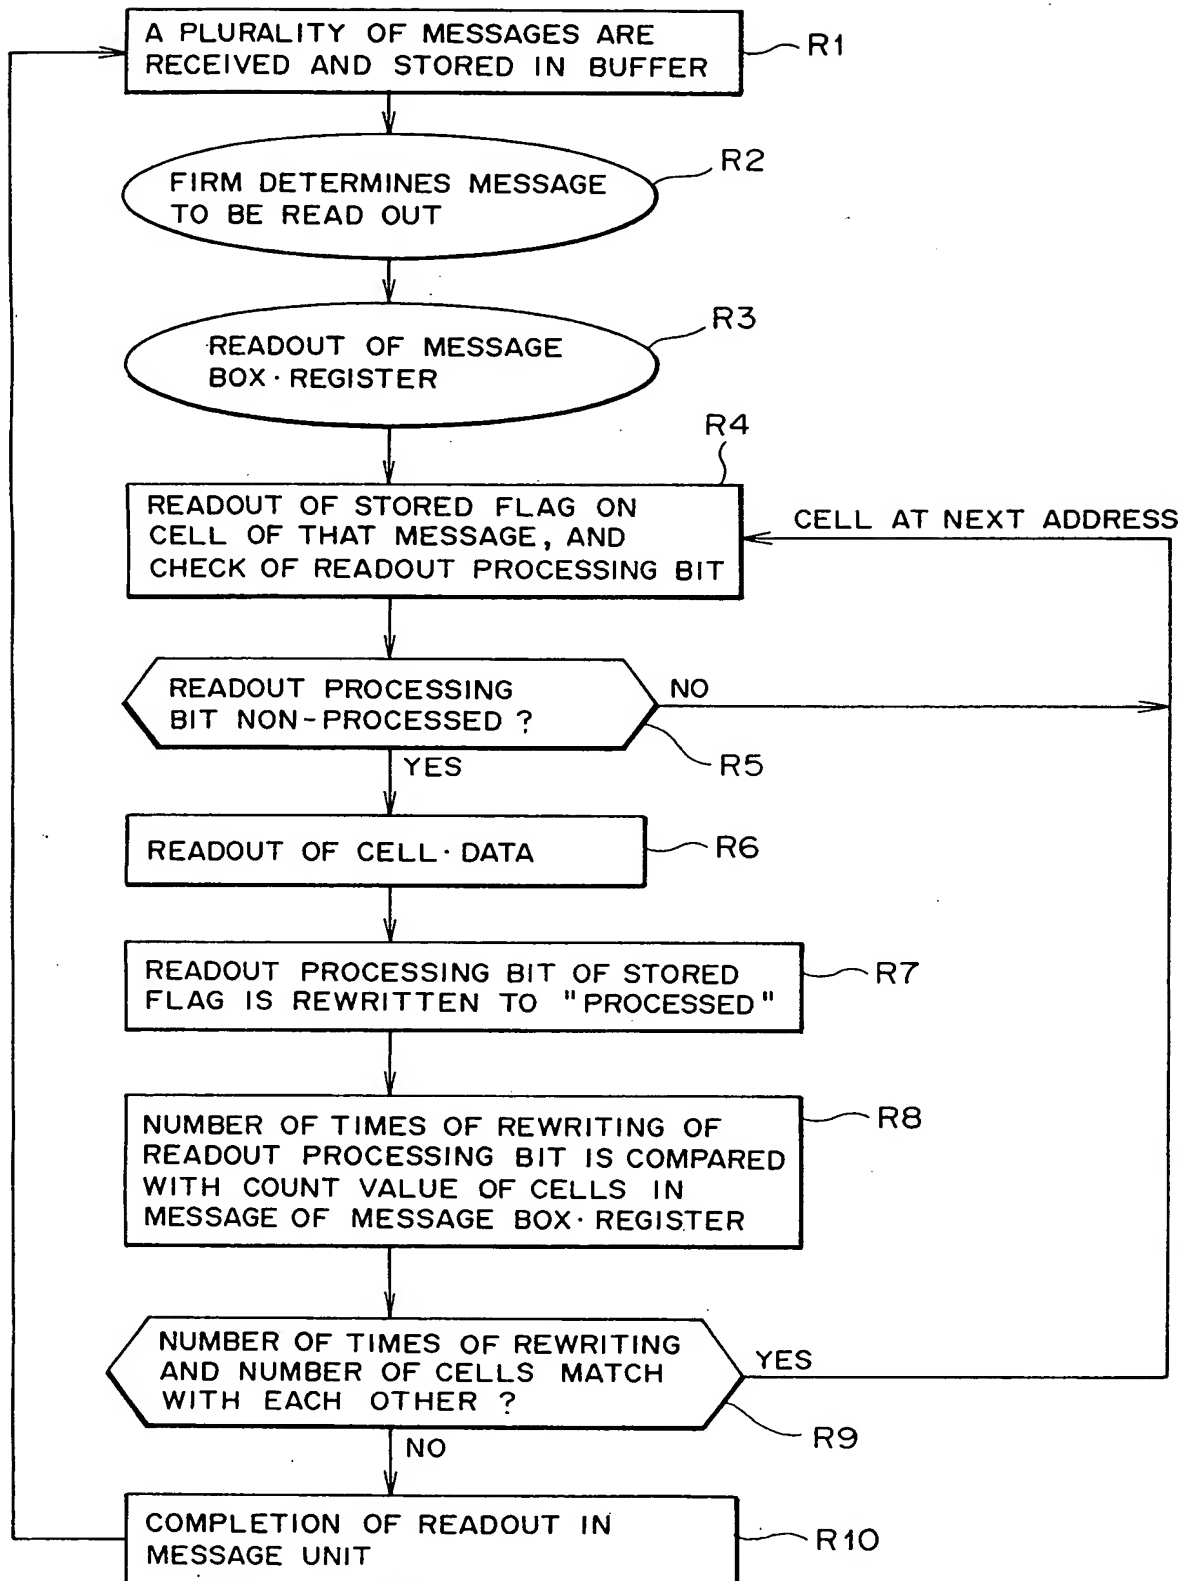 A PLURALITY OF MESSAGES ARE
RECEIVED AND STORED IN BUFFER
R1
FIRM DETERMINES MESSAGE
TO BE READ OUT
R2
READOUT OF MESSAGE
BOX·REGISTER
R3
R4
READOUT OF STORED FLAG ON
CELL OF THAT MESSAGE, AND
CHECK OF READOUT PROCESSING BIT
CELL AT NEXT ADDRESS
READOUT PROCESSING
BIT NON-PROCESSED ?
NO
R5
YES
READOUT OF CELL·DATA
R6
READOUT PROCESSING BIT OF STORED
FLAG IS REWRITTEN TO "PROCESSED"
R7
NUMBER OF TIMES OF REWRITING OF
READOUT PROCESSING BIT IS COMPARED
WITH COUNT VALUE OF CELLS IN
MESSAGE OF MESSAGE BOX·REGISTER
R8
NUMBER OF TIMES OF REWRITING
AND NUMBER OF CELLS MATCH
WITH EACH OTHER ?
YES
R9
NO
COMPLETION OF READOUT IN
MESSAGE UNIT
R10